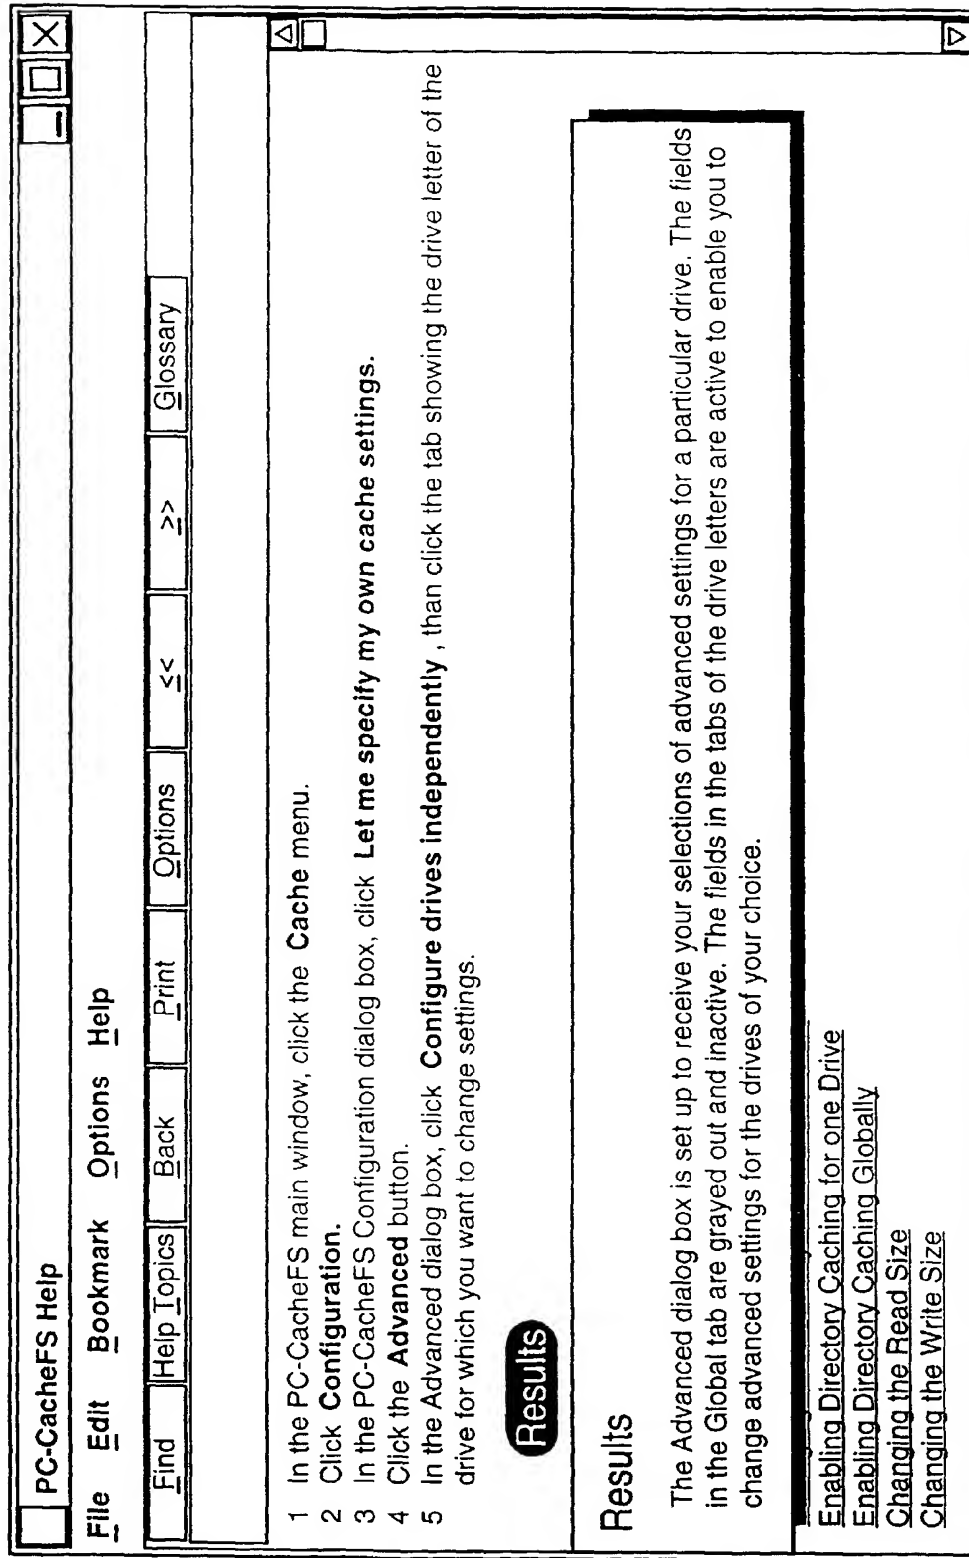 PC-CacheFS Help
File Edit Bookmark Options Help
Find Help Topics Back Print Options << >> Glossary
1 In the PC-CacheFS main window, click the Cache menu.
2 Click Configuration.
3 In the PC-CacheFS Configuration dialog box, click Let me specify my own cache settings.
4 Click the Advanced button.
5 In the Advanced dialog box, click Configure drives independently , than click the tab showing the drive letter of the
drive for which you want to change settings.
Results
Results
The Advanced dialog box is set up to receive your selections of advanced settings for a particular drive. The fields
in the Global tab are grayed out and inactive. The fields in the tabs of the drive letters are active to enable you to
change advanced settings for the drives of your choice.
Enabling Directory Caching for one Drive
Enabling Directory Caching Globally
Changing the Read Size
Changing the Write Size